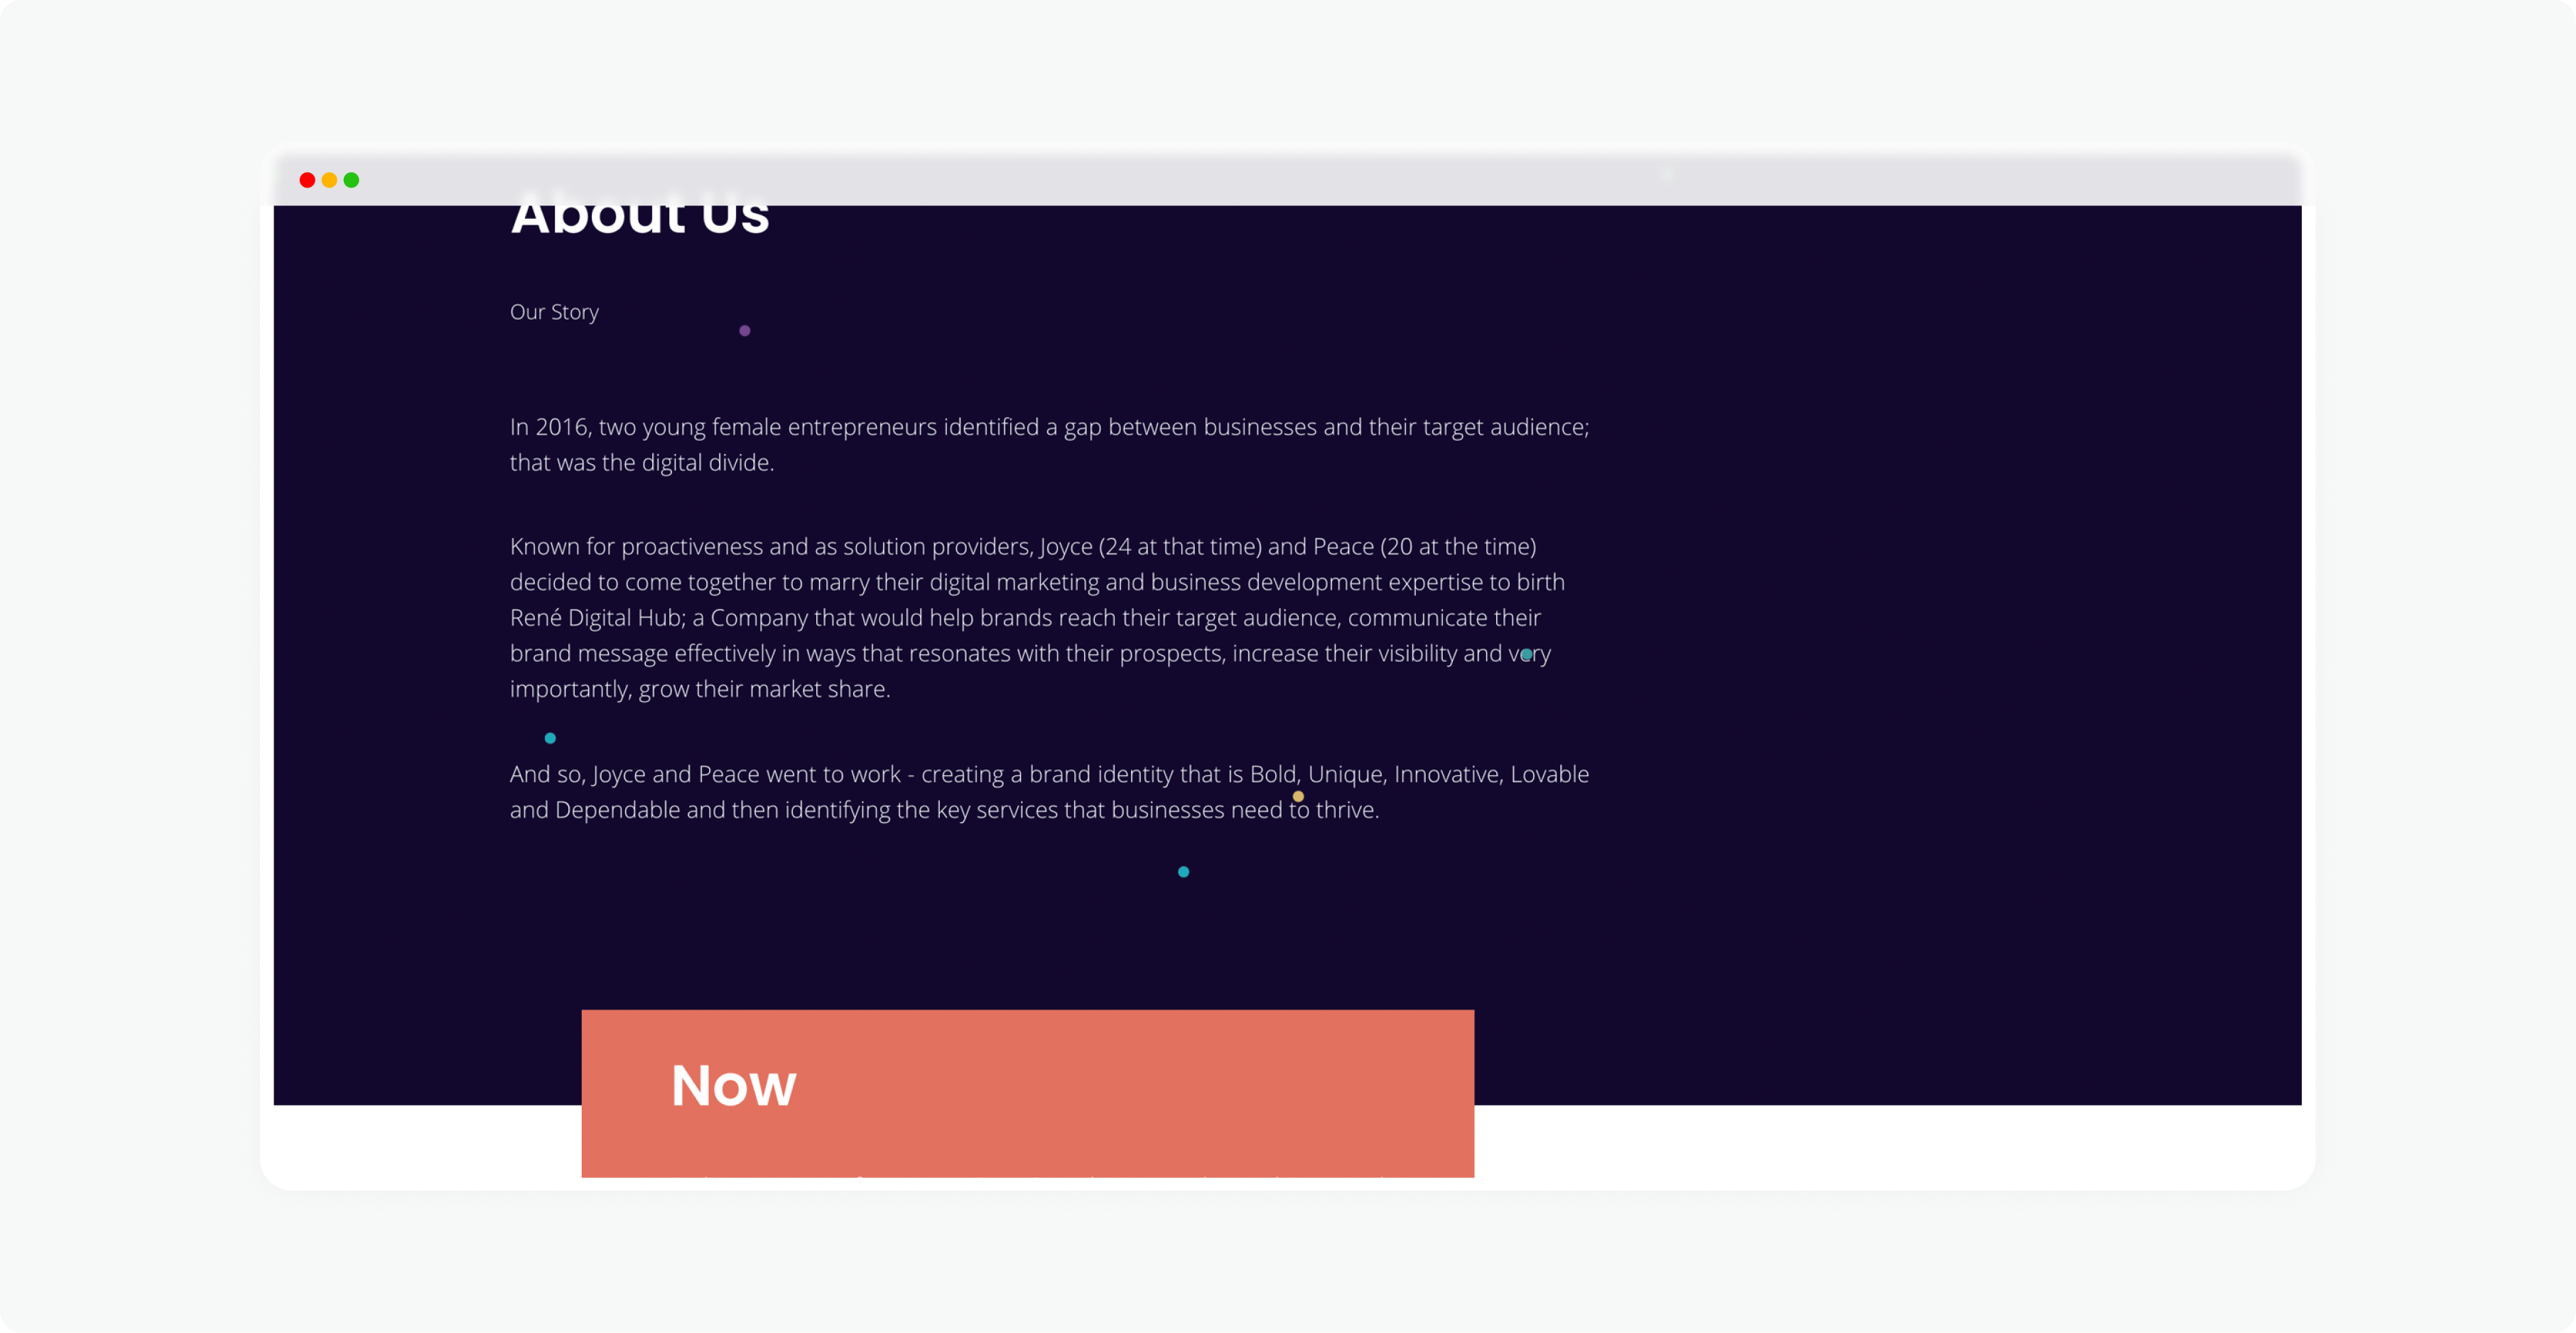 About Us
Our Story
In 2016, two young female entrepreneurs identified a gap between businesses and their target audience;
that was the digital divide.
Known for proactiveness and as solution providers, Joyce (24 at that time) and Peace (20 at the time)
decided to come together to marry their digital marketing and business development expertise to birth
René Digital Hub; a Company that would help brands reach their target audience, communicate their
brand message effectively in ways that resonates with their prospects, increase their visibility and very
importantly, grow their market share.
And so, Joyce and Peace went to work - creating a brand identity that is Bold, Unique, Innovative, Lovable
and Dependable and then identifying the key services that businesses need to thrive.
Now